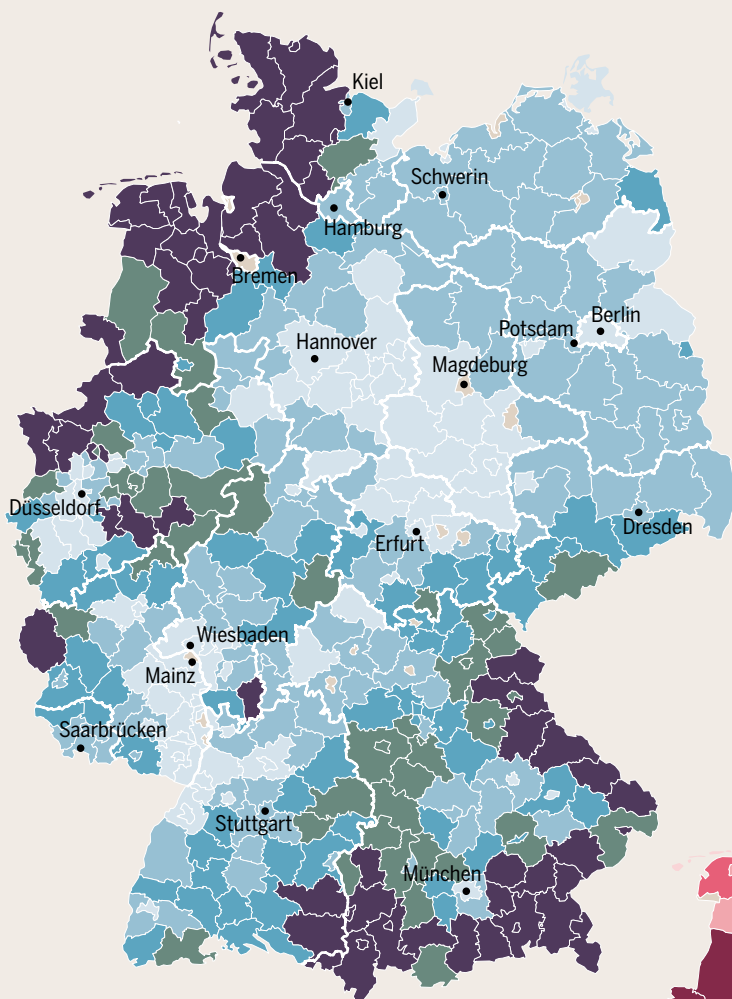 Kiel
Schwerin
Hamburg
Bremen
Berlin
Potsdam
Hannover
Magdeburg
Düsseldorf
Dresden
Erfurt
Wiesbaden
Mainz
Saarbrücken
Stuttgart
München